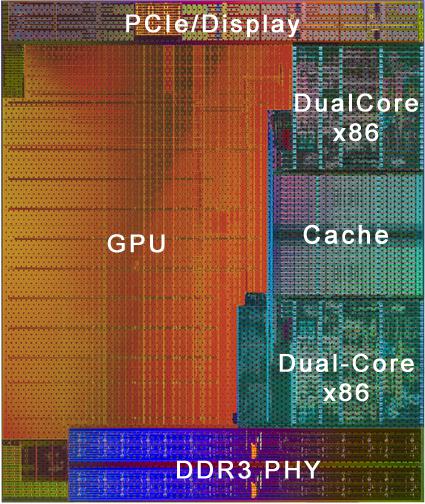 PCIe/Display
DualCore
x86
Cache
GPU
Dual-Core
x86
DDR3 PHY